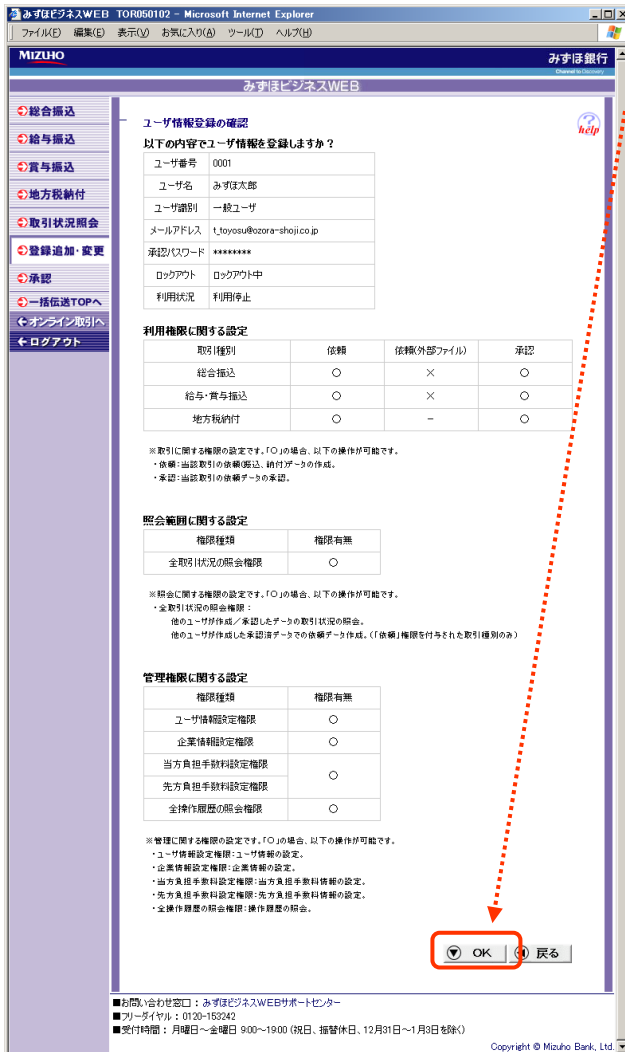 みずほビジネスWEB TOR050102 - Microsoft Internet Explorer
ファイル(F) 編集(E) 表示(V) お気に入り(A) ツール(T) ヘルプ(H)
MIZUHO
みずほ銀行
Channel to Discovery
みずほビジネスWEB
総合振込
給与振込
賞与振込
地方税納付
取引状況照会
登録追加・変更
承認
一括伝送TOPへ
オンライン取引へ
ログアウト
ユーザ情報登録の確認
help
以下の内容でユーザ情報を登録しますか?
ユーザ番号 0001
ユーザ名 みずほ太郎
ユーザ識別 一般ユーザ
メールアドレス t_toyosu@ozora-shoji.co.jp
承認パスワード ********
ロックアウト ロックアウト中
利用状況 利用停止
利用権限に関する設定
取引種別 依頼 依頼(外部ファイル) 承認
総合振込 ○ × ○
給与・賞与振込 ○ × ○
地方税納付 ○ − ○
※取引に関する権限の設定です。「○」の場合、以下の操作が可能です。
・依頼:当該取引の依頼(振込、納付)データの作成。
・承認:当該取引の依頼データの承認。
照会範囲に関する設定
権限種類 権限有無
全取引状況の照会権限 ○
※照会に関する権限の設定です。「○」の場合、以下の操作が可能です。
・全取引状況の照会権限:
他のユーザが作成/承認したデータの取引状況の照会。
他のユーザが作成した承認済データでの依頼データ作成。(「依頼」権限を付与された取引種別のみ)
管理権限に関する設定
権限種類 権限有無
ユーザ情報設定権限 ○
企業情報設定権限 ○
当方負担手数料設定権限 ○
先方負担手数料設定権限
全操作履歴の照会権限 ○
※管理に関する権限の設定です。「○」の場合、以下の操作が可能です。
・ユーザ情報設定権限:ユーザ情報の設定。
・企業情報設定権限:企業情報の設定。
・当方負担手数料設定権限:当方負担手数料情報の設定。
・先方負担手数料設定権限:先方負担手数料情報の設定。
・全操作履歴の照会権限:操作履歴の照会。
OK 戻る
■お問い合わせ窓口:みずほビジネスWEBサポートセンター
■フリーダイヤル:0120-153242
■受付時間:月曜日~金曜日 9:00~19:00 (祝日、振替休日、12月31日~1月3日を除く)
Copyright © Mizuho Bank, Ltd.